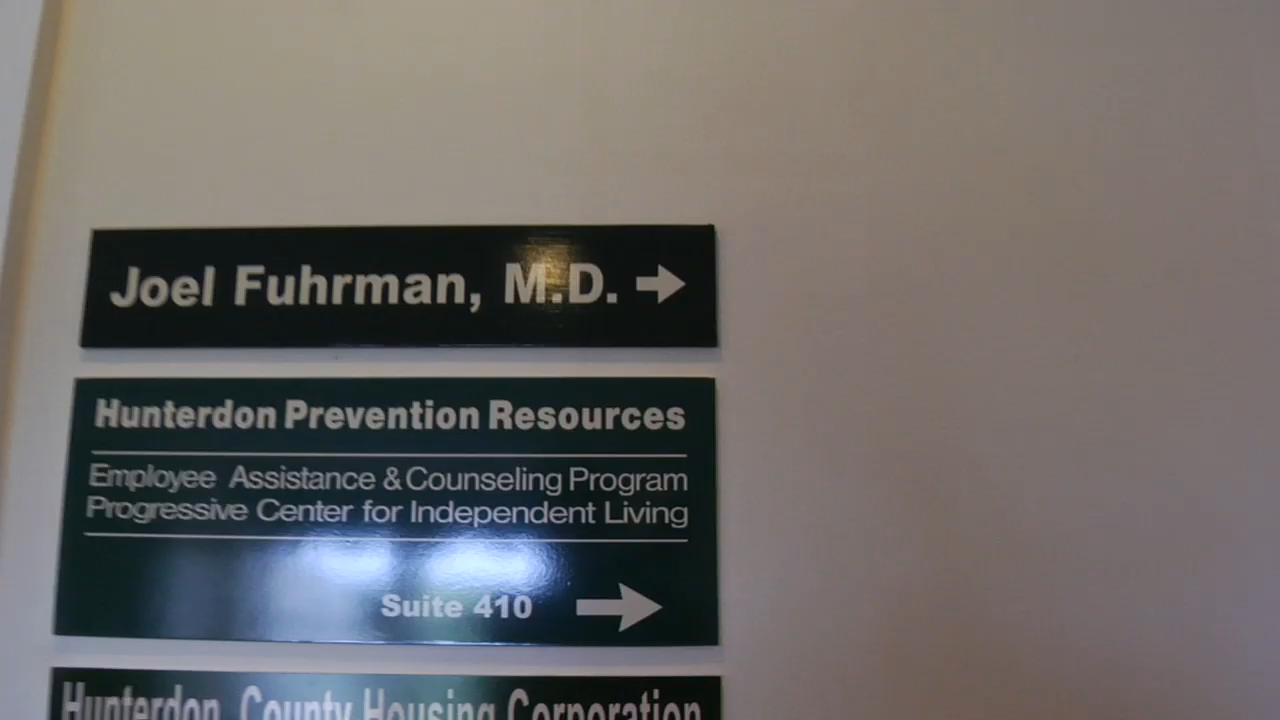 Joel Fuhrman, M.D.
Hunterdon Prevention Resources
Employee Assistance & Counseling Program
Progressive Center for Independent Living
Suite 410
Hunterdon County Housing Corporation